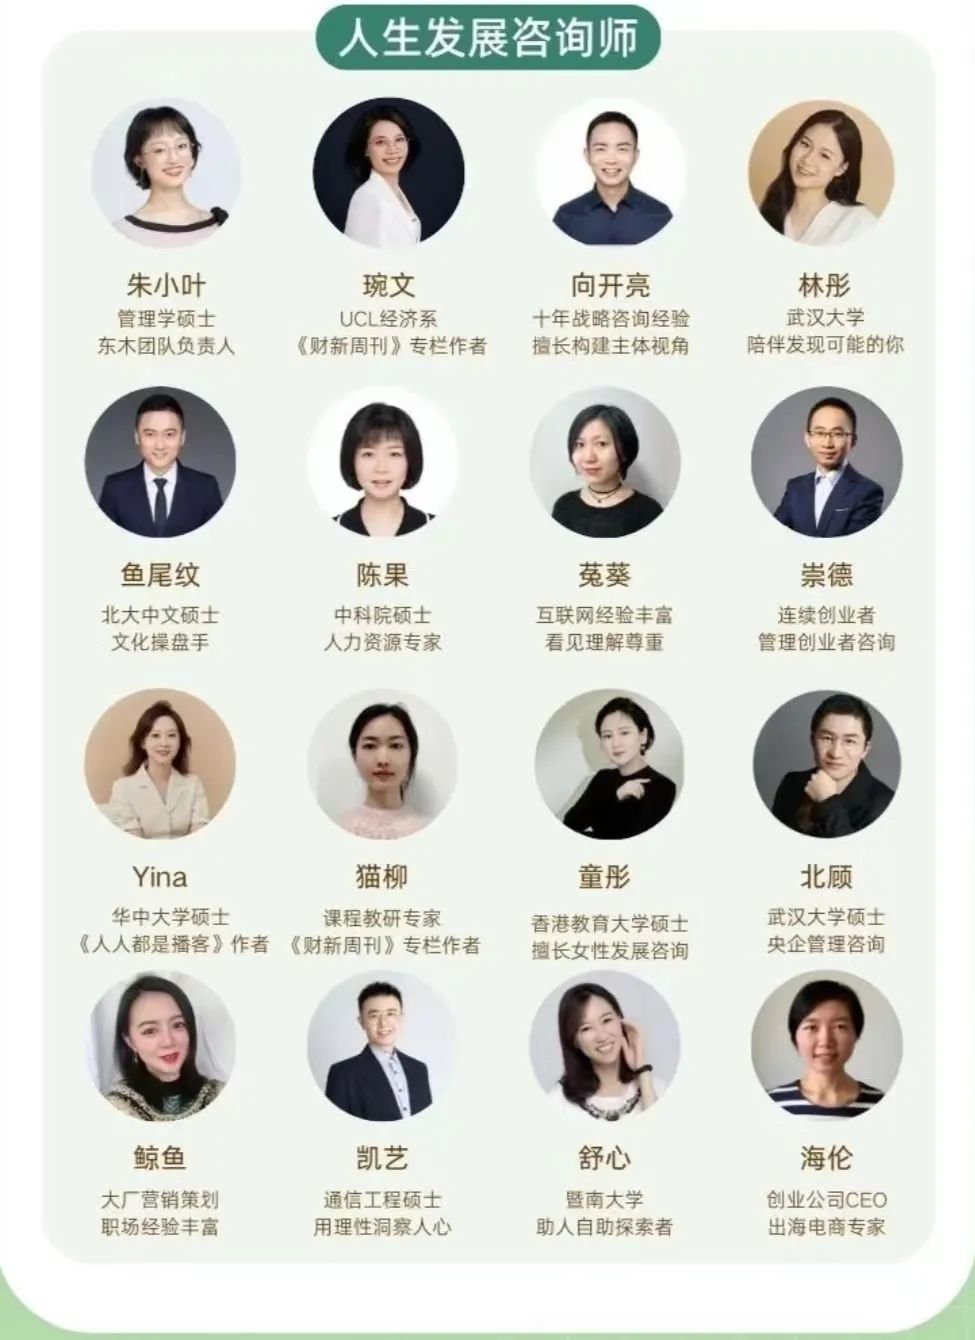 人生发展咨询师
朱小叶
管理学硕士
东木团队负责人
琬文
UCL经济系
《财新周刊》专栏作者
向开亮
十年战略咨询经验
擅长构建主体视角
林彤
武汉大学
陪伴发现可能的你
鱼尾纹
北大中文硕士
文化操盘手
陈果
中科院硕士
人力资源专家
菟葵
互联网经验丰富
看见理解尊重
崇德
连续创业者
管理创业者咨询
Yina
华中大学硕士
《人人都是播客》作者
猫柳
课程教研专家
《财新周刊》专栏作者
童彤
香港教育大学硕士
擅长女性发展咨询
北顾
武汉大学硕士
央企管理咨询
鲸鱼
大厂营销策划
职场经验丰富
凯艺
通信工程硕士
用理性洞察人心
舒心
暨南大学
助人自助探索者
海伦
创业公司CEO
出海电商专家